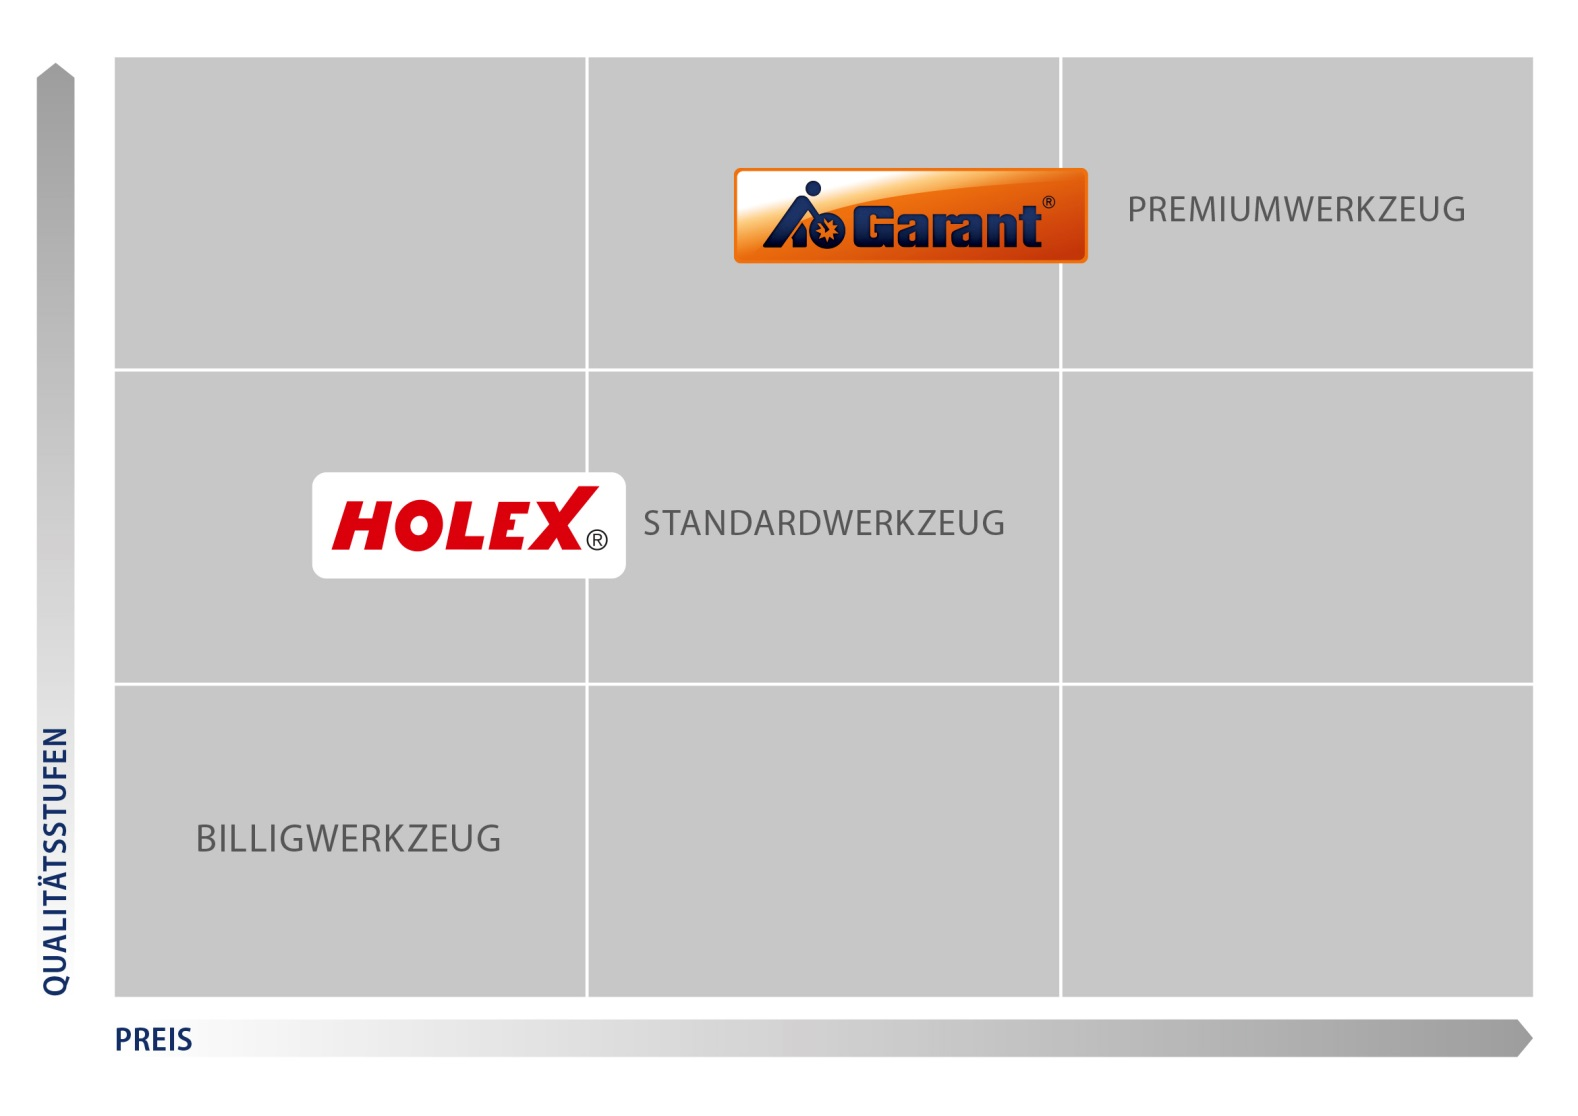 Garant®
PREMIUMWERKZEUG
HOLEX®
STANDARDWERKZEUG
BILLIGWERKZEUG
QUALITÄTSSTUFEN
PREIS